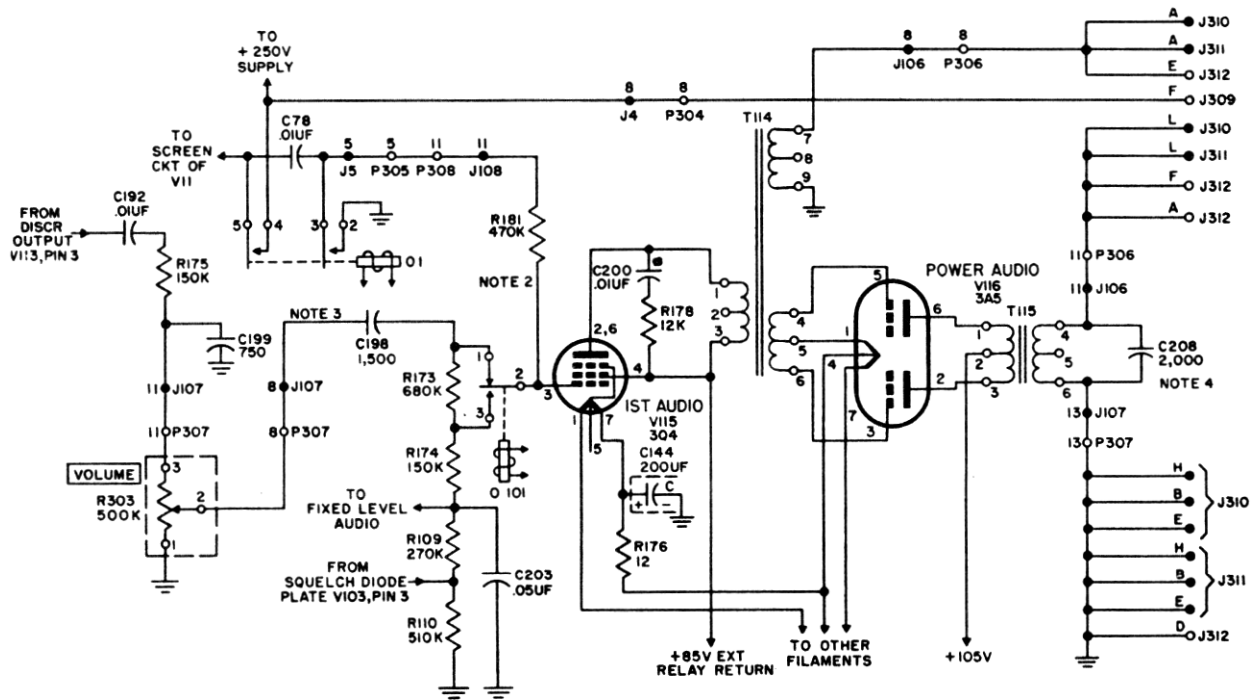 TO
+ 250V
SUPPLY
C78
.01UF
TO
SCREEN
CKT OF
V11
5
J5
5
P305
11
P308
11
J108
8
J4
8
P304
8
J106
8
P306
A
J310
A
J311
E
J312
F
J309
L
J310
L
J311
F
J312
A
J312
T114
7
8
9
C192
.01UF
FROM
DISCR
OUTPUT
V113, PIN 3
R175
150K
5
4
3
2
O1
R181
470K
NOTE 2
NOTE 3
C199
750
C198
1,500
11
J107
8
J107
11
P307
8
P307
VOLUME
R303
500K
3
2
1
R173
680K
1
2
3
O 101
R174
150K
TO
FIXED LEVEL
AUDIO
R109
270K
FROM
SQUELCH DIODE
PLATE V103, PIN 3
R110
510K
C203
.05UF
C200
.01UF
R178
12K
1
2
3
4
5
6
2,6
3
4
1
5
7
1ST AUDIO
V115
3Q4
C144
200UF
+
C
-
R176
12
+85V EXT
RELAY RETURN
TO OTHER
FILAMENTS
POWER AUDIO
V116
3A5
5
6
1
4
2
7
3
T115
1
2
3
4
5
6
+105V
11
P306
11
J106
C208
2,000
NOTE 4
13
J107
13
P307
H
B
E
J310
H
B
E
J311
D
J312